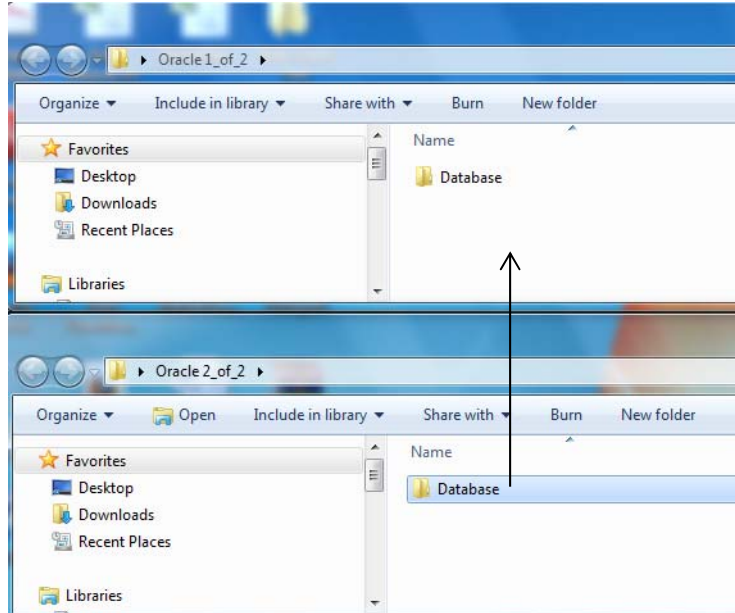 Oracle 1_of_2
Organize Include in library Share with Burn New folder
Favorites
Desktop
Downloads
Recent Places
Libraries
Name
Database
Oracle 2_of_2
Organize Open Include in library Share with Burn New folder
Favorites
Desktop
Downloads
Recent Places
Libraries
Name
Database